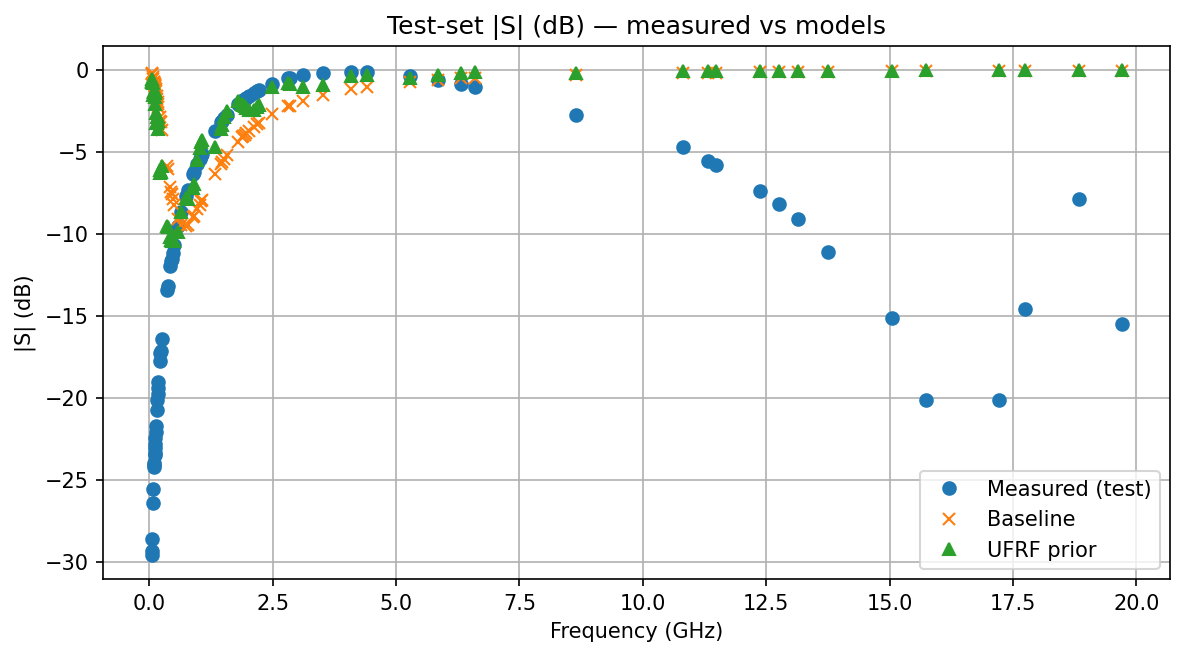 Test-set |S| (dB) — measured vs models
|S| (dB)
0
−5
−10
−15
−20
−25
−30
0.0 2.5 5.0 7.5 10.0 12.5 15.0 17.5 20.0
Frequency (GHz)
Measured (test)
Baseline
UFRF prior